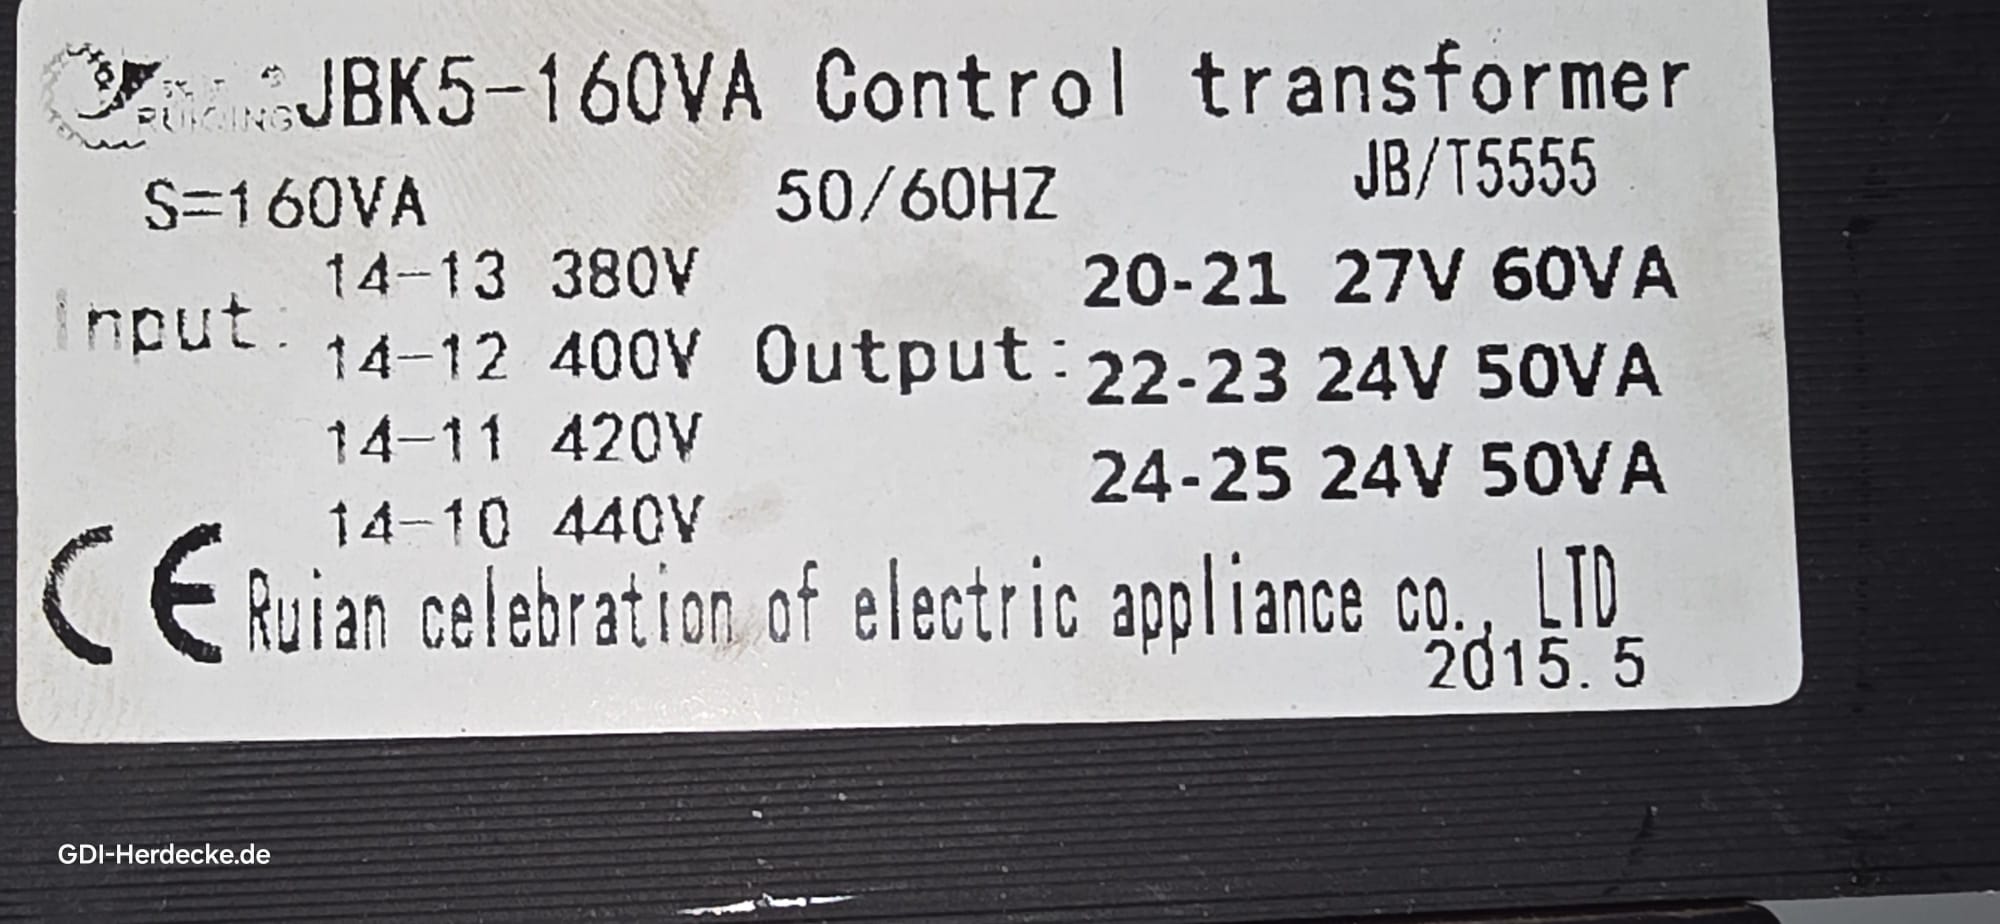 RUIQING JBK5-160VA Control transformer
S=160VA 50/60HZ JB/T5555
Input: Output:
14-13 380V
14-12 400V
14-11 420V
14-10 440V
20-21 27V 60VA
22-23 24V 50VA
24-25 24V 50VA
CE Ruian celebration of electric appliance co., LTD
2015.5
GDI-Herdecke.de